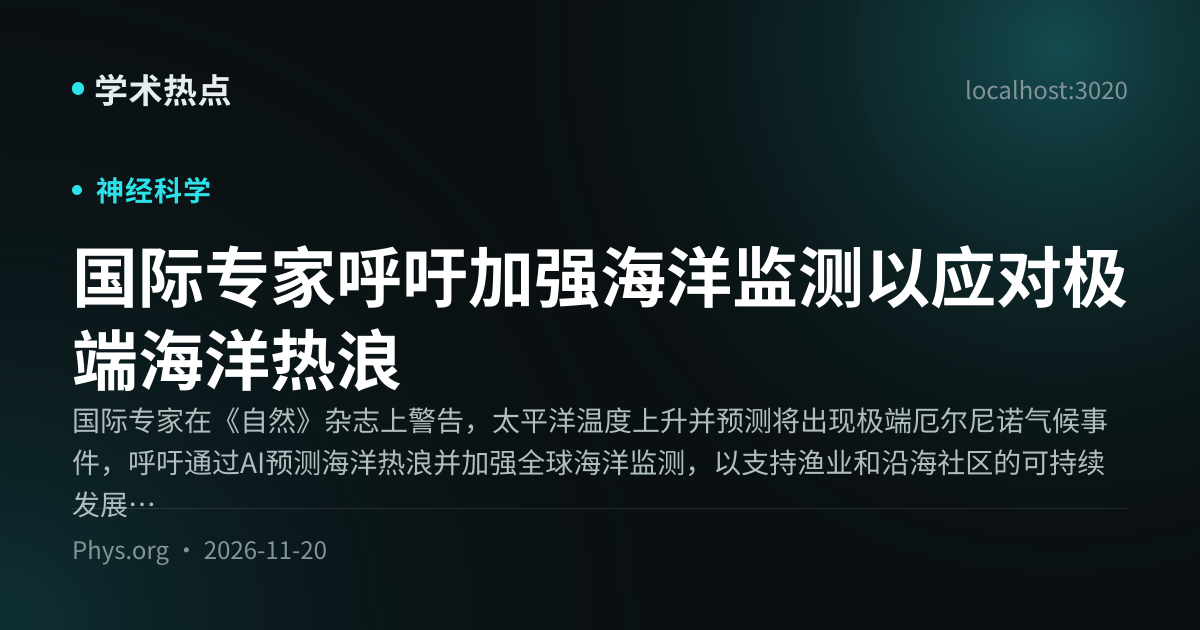 学术热点
localhost:3020
神经科学
国际专家呼吁加强海洋监测以应对极
端海洋热浪
国际专家在《自然》杂志上警告，太平洋温度上升并预测将出现极端厄尔尼诺气候事
件，呼吁通过AI预测海洋热浪并加强全球海洋监测，以支持渔业和沿海社区的可持续
发展…
Phys.org • 2026-11-20